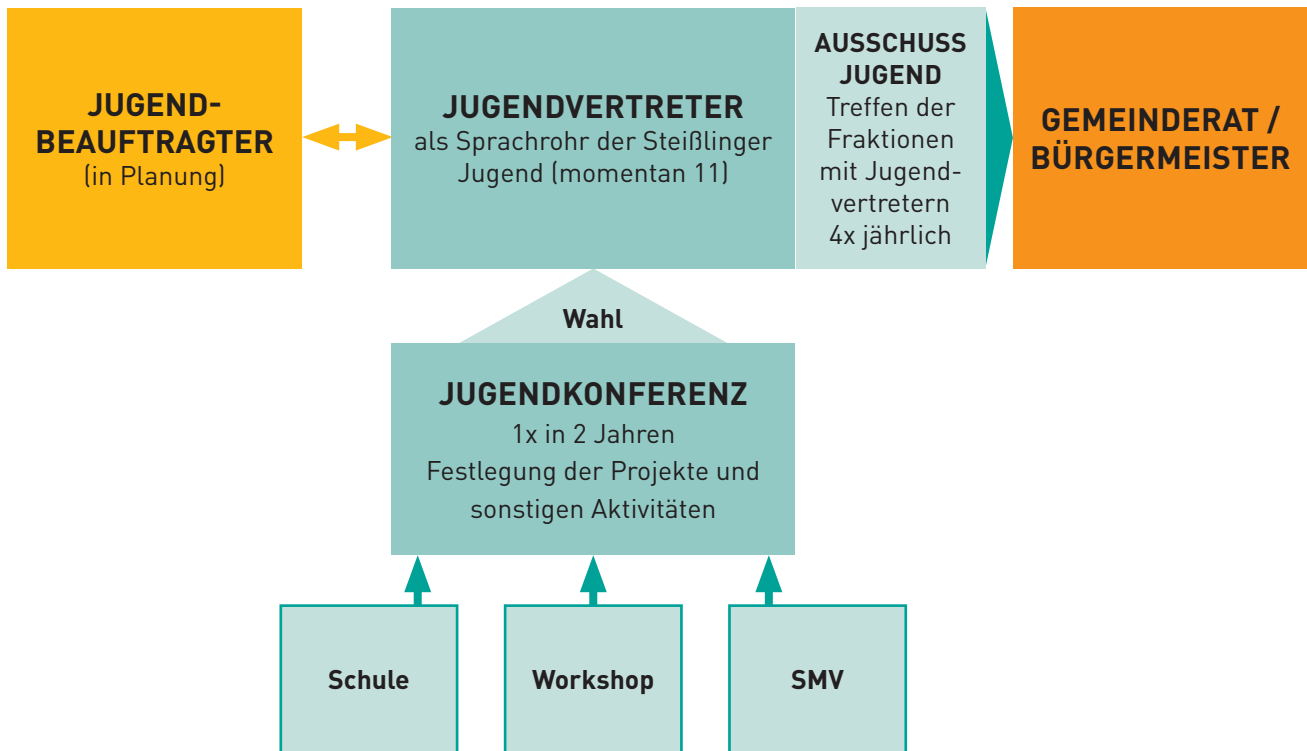 JUGEND-
BEAUFTRAGTER
(in Planung)
JUGENDVERTRETER
als Sprachrohr der Steißlinger
Jugend (momentan 11)
AUSSCHUSS
JUGEND
Treffen der
Fraktionen
mit Jugend-
vertretern
4x jährlich
GEMEINDERAT /
BÜRGERMEISTER
Wahl
JUGENDKONFERENZ
1x in 2 Jahren
Festlegung der Projekte und
sonstigen Aktivitäten
Schule
Workshop
SMV